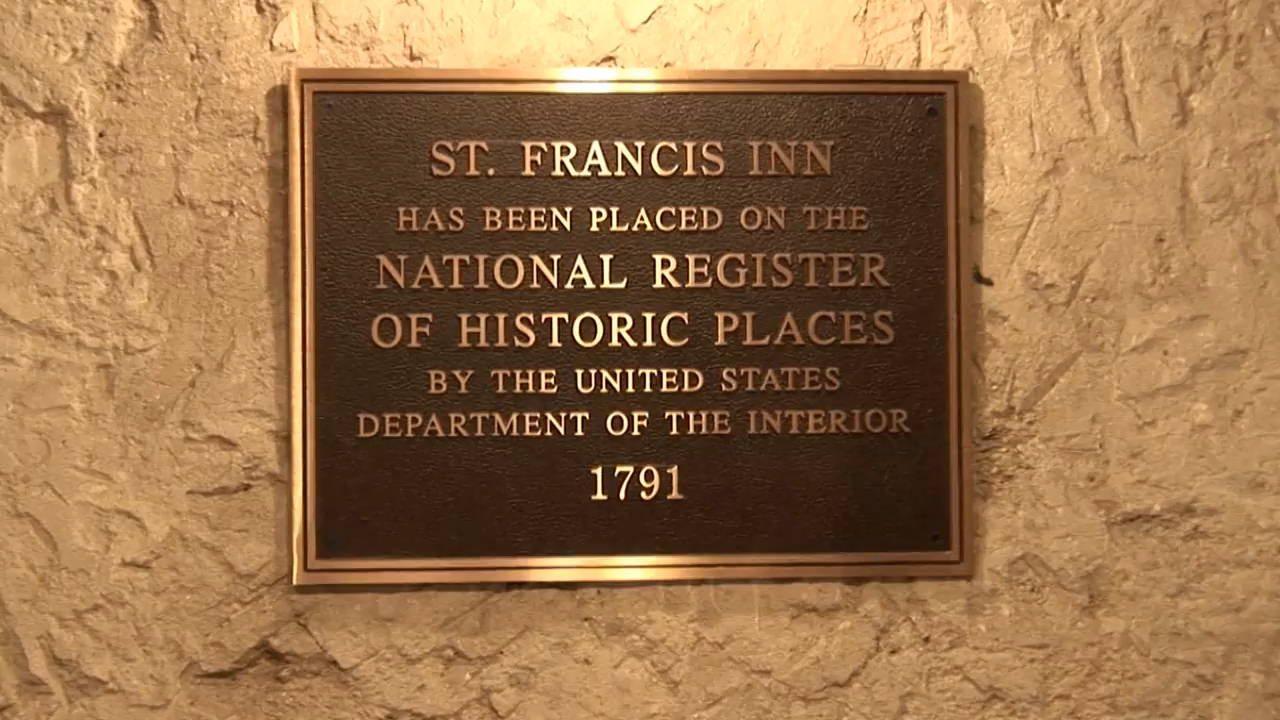 ST. FRANCIS INN
HAS BEEN PLACED ON THE
NATIONAL REGISTER
OF HISTORIC PLACES
BY THE UNITED STATES
DEPARTMENT OF THE INTERIOR
1791